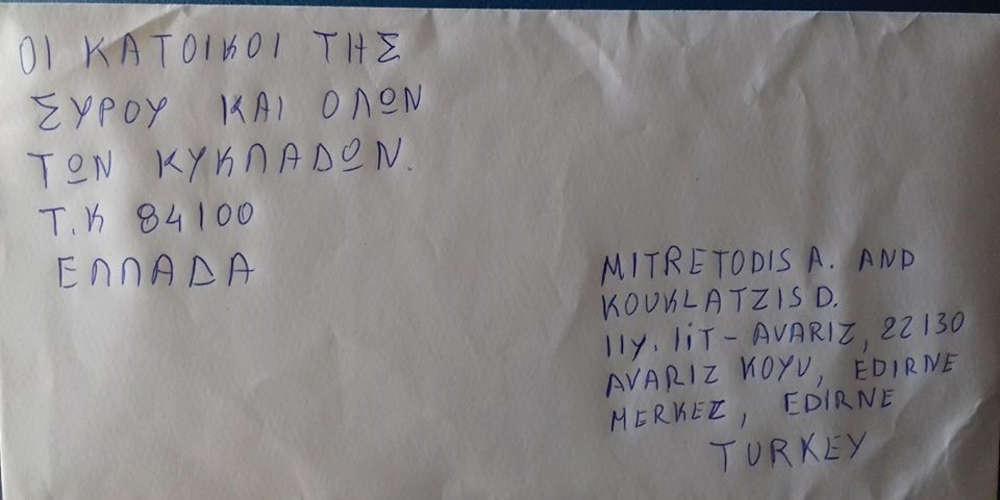 ΟΙ ΚΑΤΟΙΚΟΙ ΤΗΣ
ΣΥΡΟΥ ΚΑΙ ΟΛΩΝ
ΤΩΝ ΚΥΚΛΑΔΩΝ.
Τ.Κ 84100
ΕΛΛΑΔΑ
MITRETODIS A. AND
KOUKLATZIS D.
11y. liT - AVARIZ, 22130
AVARIZ KOYU, EDIRNE
MERKEZ, EDIRNE
TURKEY